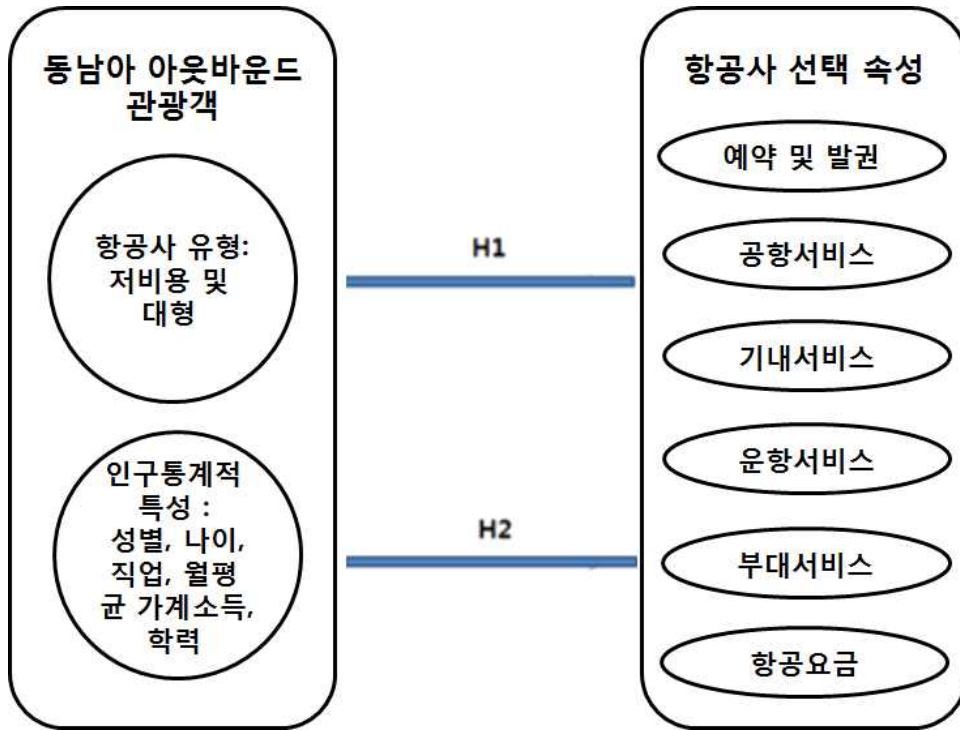 동남아 아웃바운드
관광객
항공사 유형:
저비용 및
대형
인구통계적
특성 :
성별, 나이,
직업, 월평
균 가계소득,
학력
H1
H2
항공사 선택 속성
예약 및 발권
공항서비스
기내서비스
운항서비스
부대서비스
항공요금